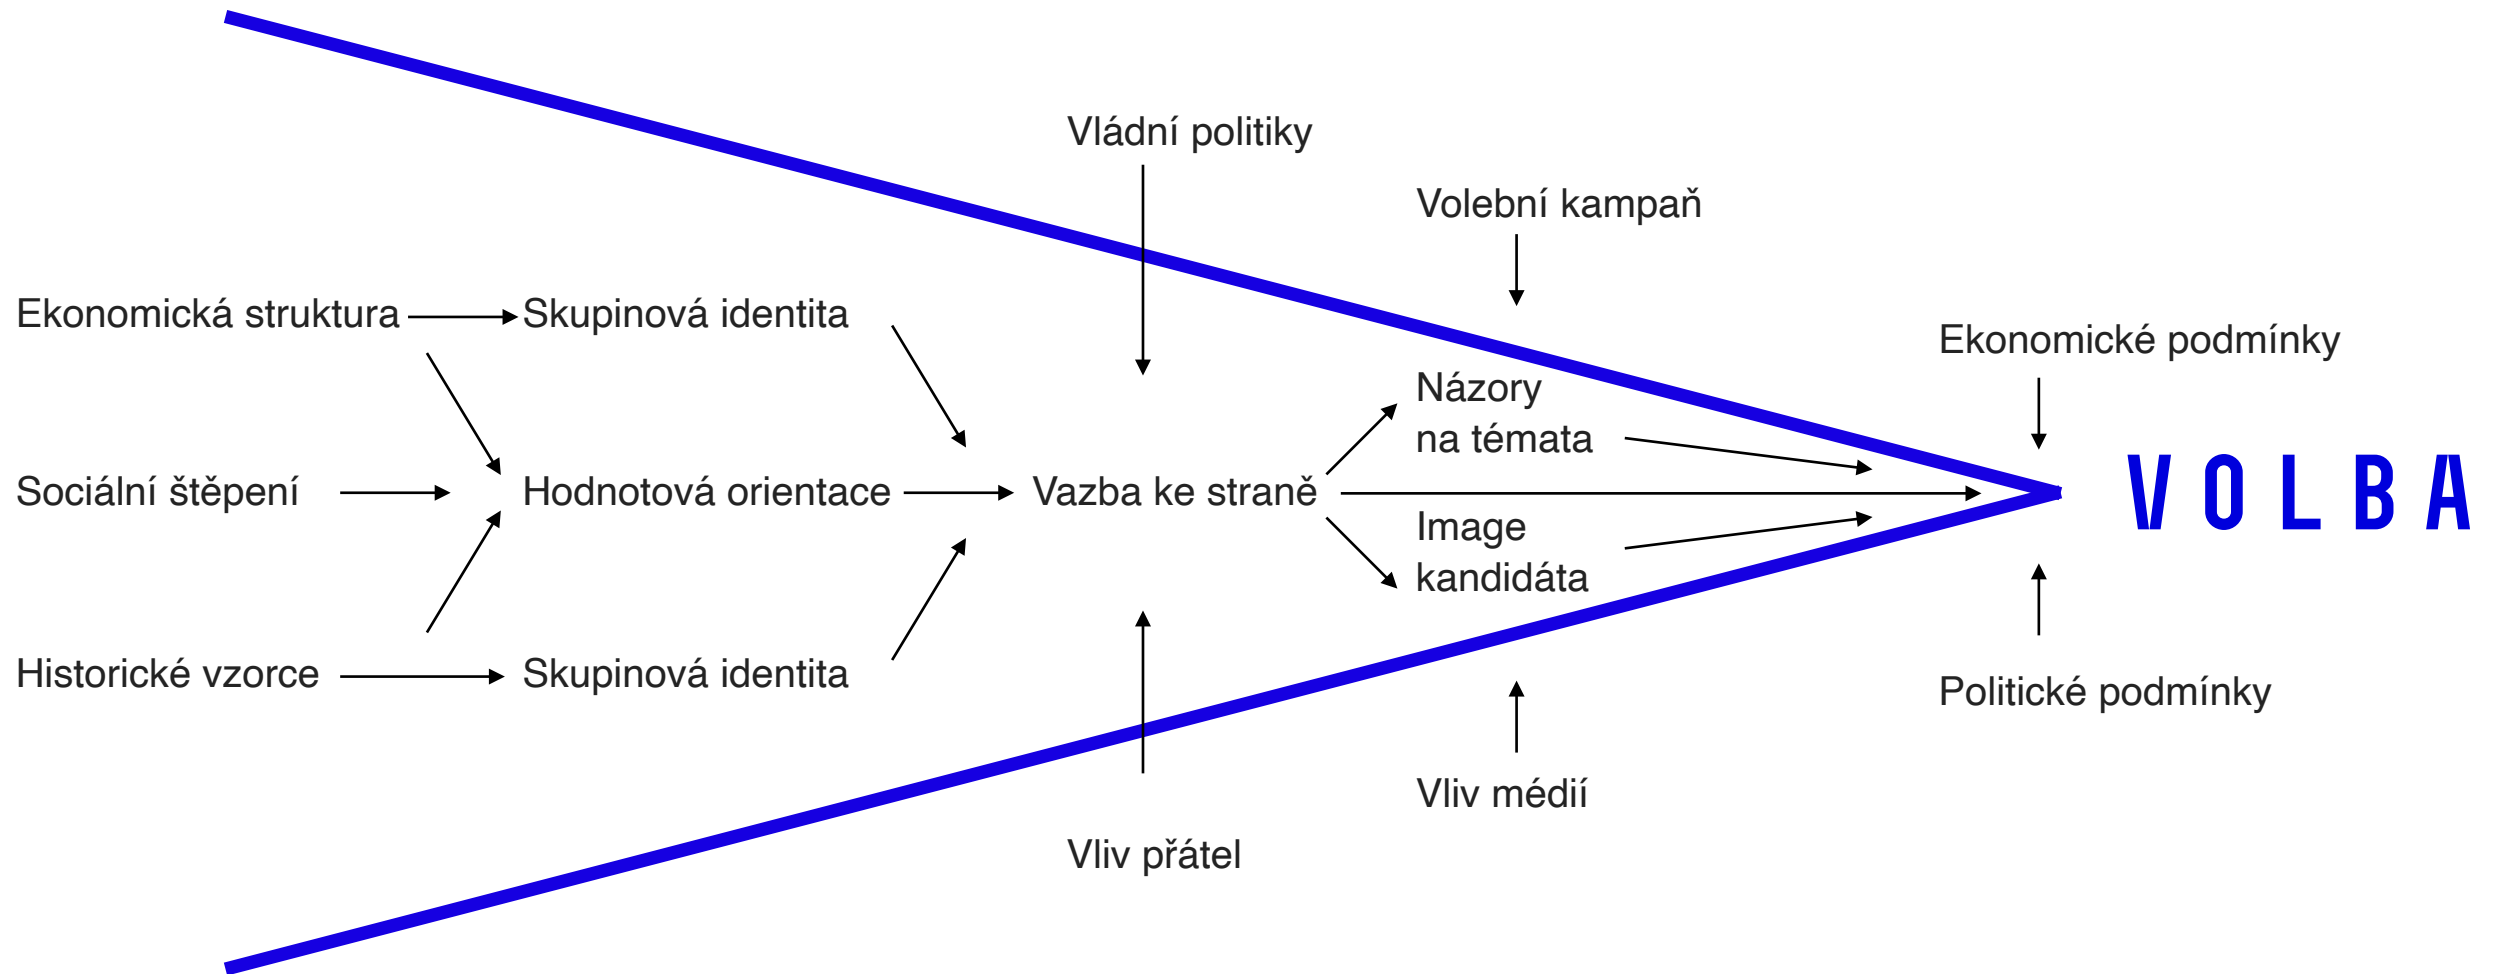 Vládní politiky
Volební kampaň
Ekonomická struktura
Skupinová identita
Ekonomické podmínky
Názory
na témata
Sociální štěpení
Hodnotová orientace
Vazba ke straně
VOLBA
Image
kandidáta
Historické vzorce
Skupinová identita
Politické podmínky
Vliv médií
Vliv přátel